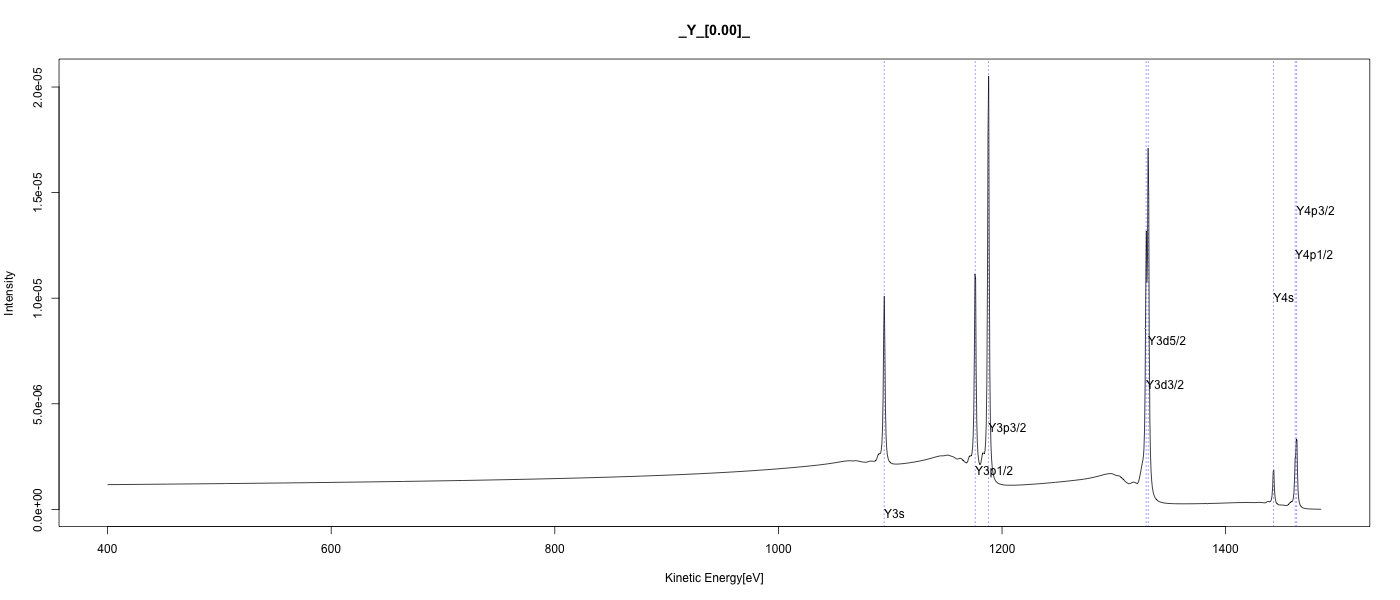 _Y_[0.00]_
2.0e-05
1.5e-05
1.0e-05
5.0e-06
0.0e+00
Intensity
Y4p3/2
Y4p1/2
Y4s
Y3d5/2
Y3d3/2
Y3p3/2
Y3p1/2
Y3s
400 600 800 1000 1200 1400
Kinetic Energy[eV]